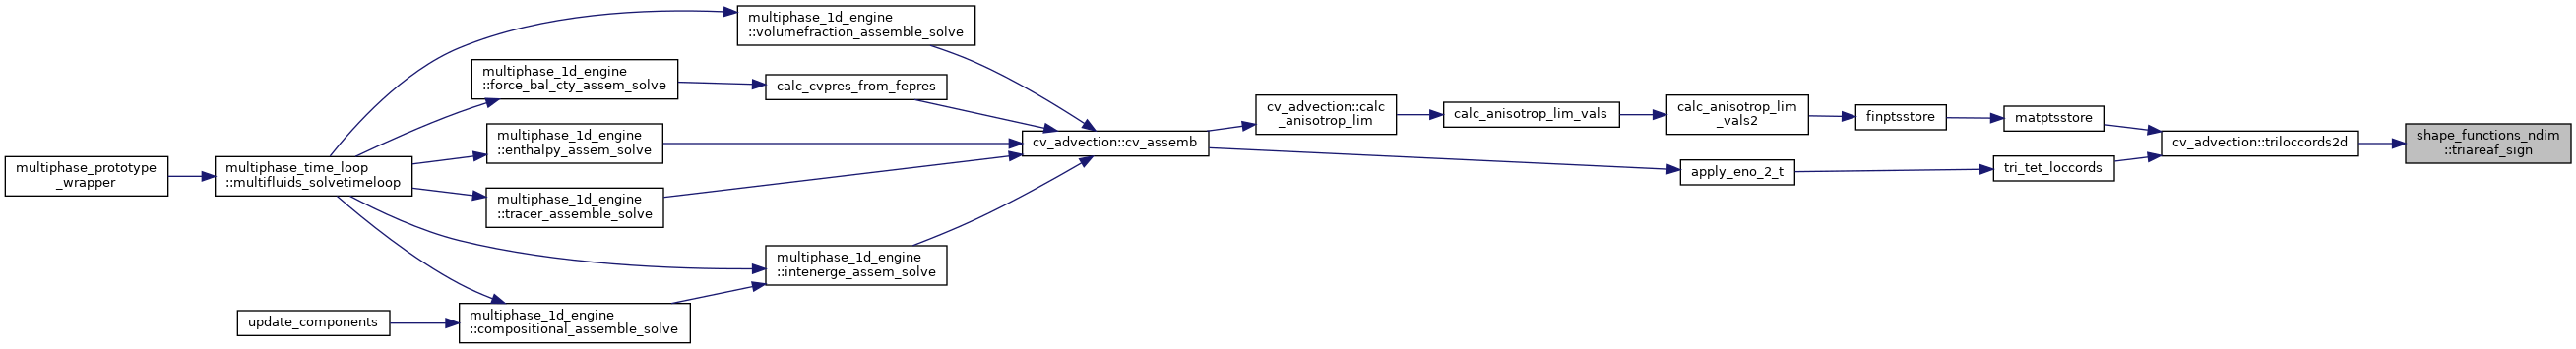 multiphase_prototype
_wrapper
multiphase_time_loop
::multifluids_solvetimeloop
update_components
multiphase_1d_engine
::volumefraction_assemble_solve
multiphase_1d_engine
::force_bal_cty_assem_solve
calc_cvpres_from_fepres
multiphase_1d_engine
::enthalpy_assem_solve
multiphase_1d_engine
::tracer_assemble_solve
multiphase_1d_engine
::intenerge_assem_solve
multiphase_1d_engine
::compositional_assemble_solve
cv_advection::cv_assemb
cv_advection::calc
_anisotrop_lim
calc_anisotrop_lim_vals
calc_anisotrop_lim
_vals2
finptsstore
matptsstore
apply_eno_2_t
tri_tet_loccords
cv_advection::triloccords2d
shape_functions_ndim
::triareaf_sign